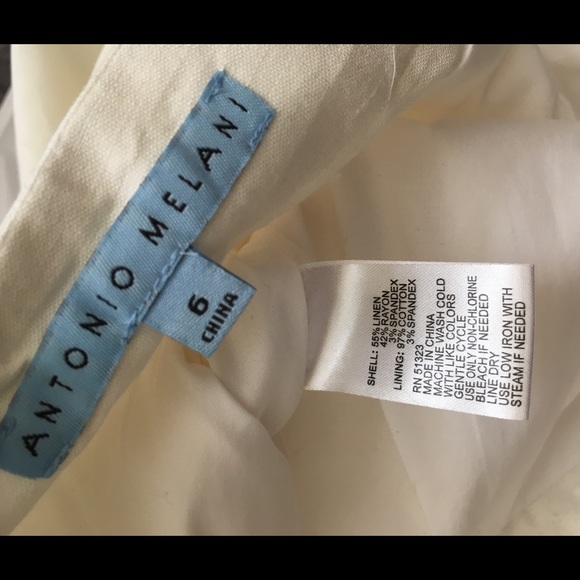 ANTONIO MELANI
6
CHINA
SHELL: 55% LINEN
42% RAYON
3% SPANDEX
LINING: 97% COTTON
3% SPANDEX
RN 51323
MADE IN CHINA
MACHINE WASH COLD
WITH LIKE COLORS
GENTLE CYCLE
USE ONLY NON-CHLORINE
BLEACH IF NEEDED
LINE DRY
USE LOW IRON WITH
STEAM IF NEEDED